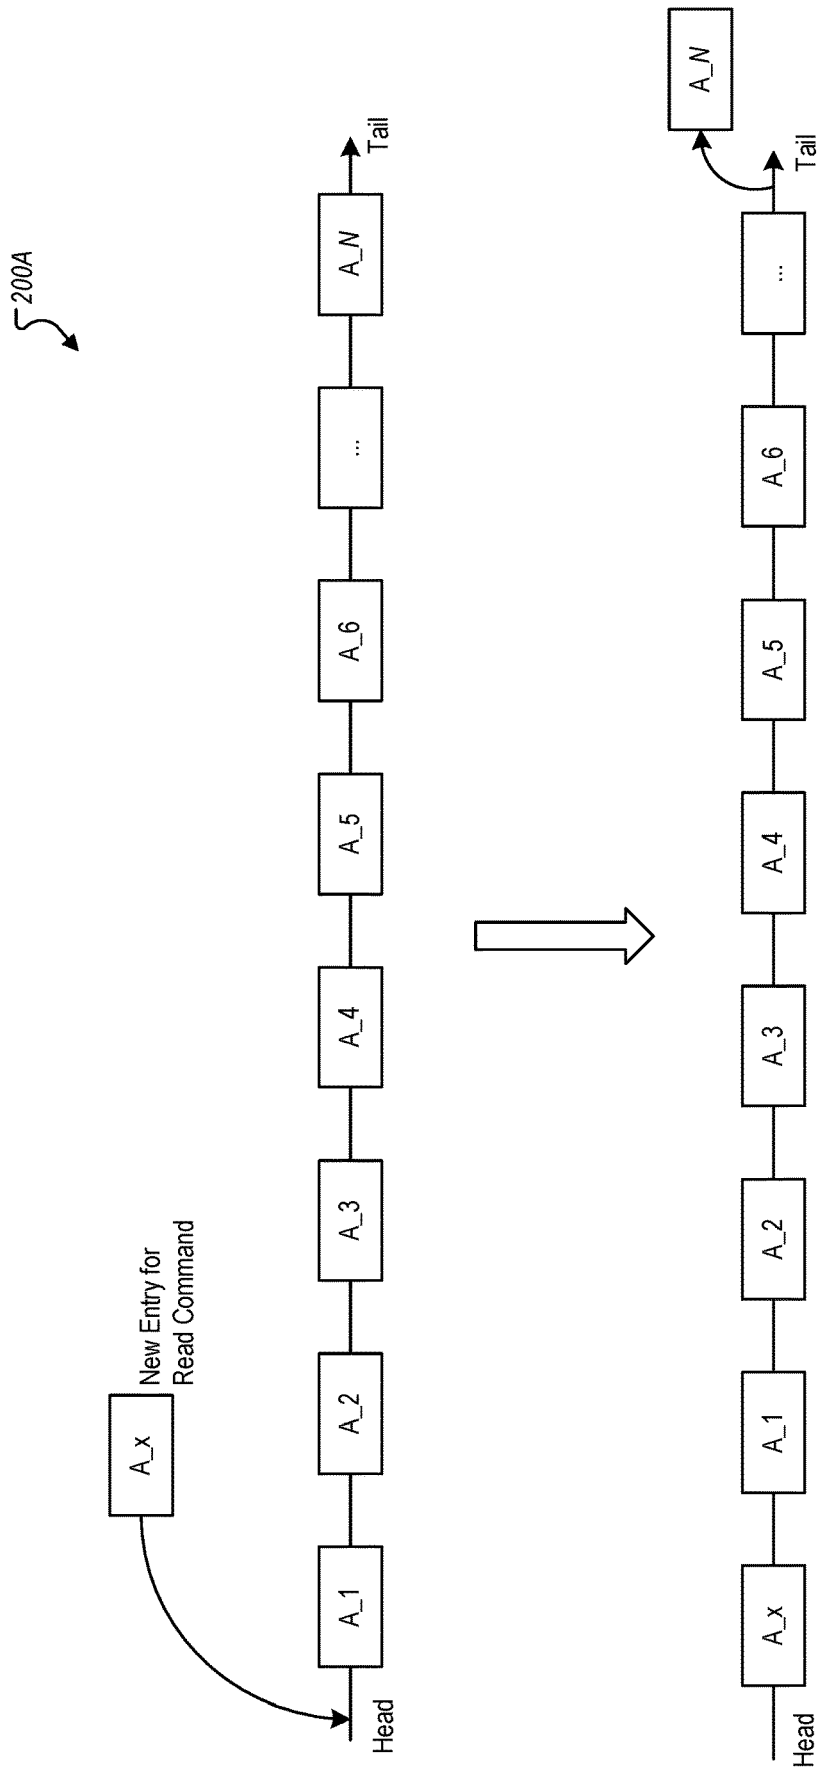 200A
A_x
New Entry for
Read Command
A_1
A_2
A_3
A_4
A_5
A_6
...
A_N
Head
Tail
A_x
A_1
A_2
A_3
A_4
A_5
A_6
...
A_N
Head
Tail